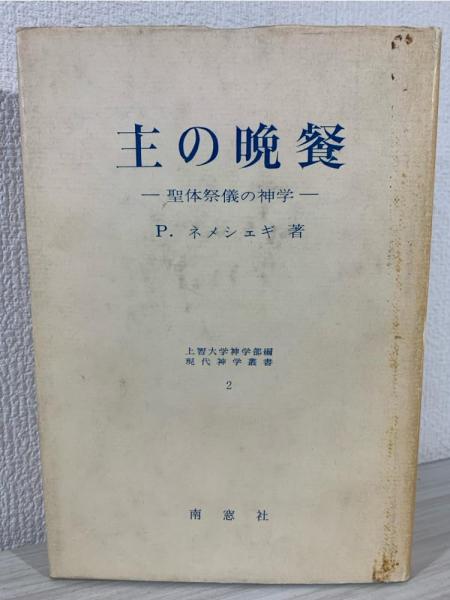 主の晩餐
―聖体祭儀の神学―
P. ネメシェギ 著
上智大学神学部編
現代神学叢書
2
南窓社